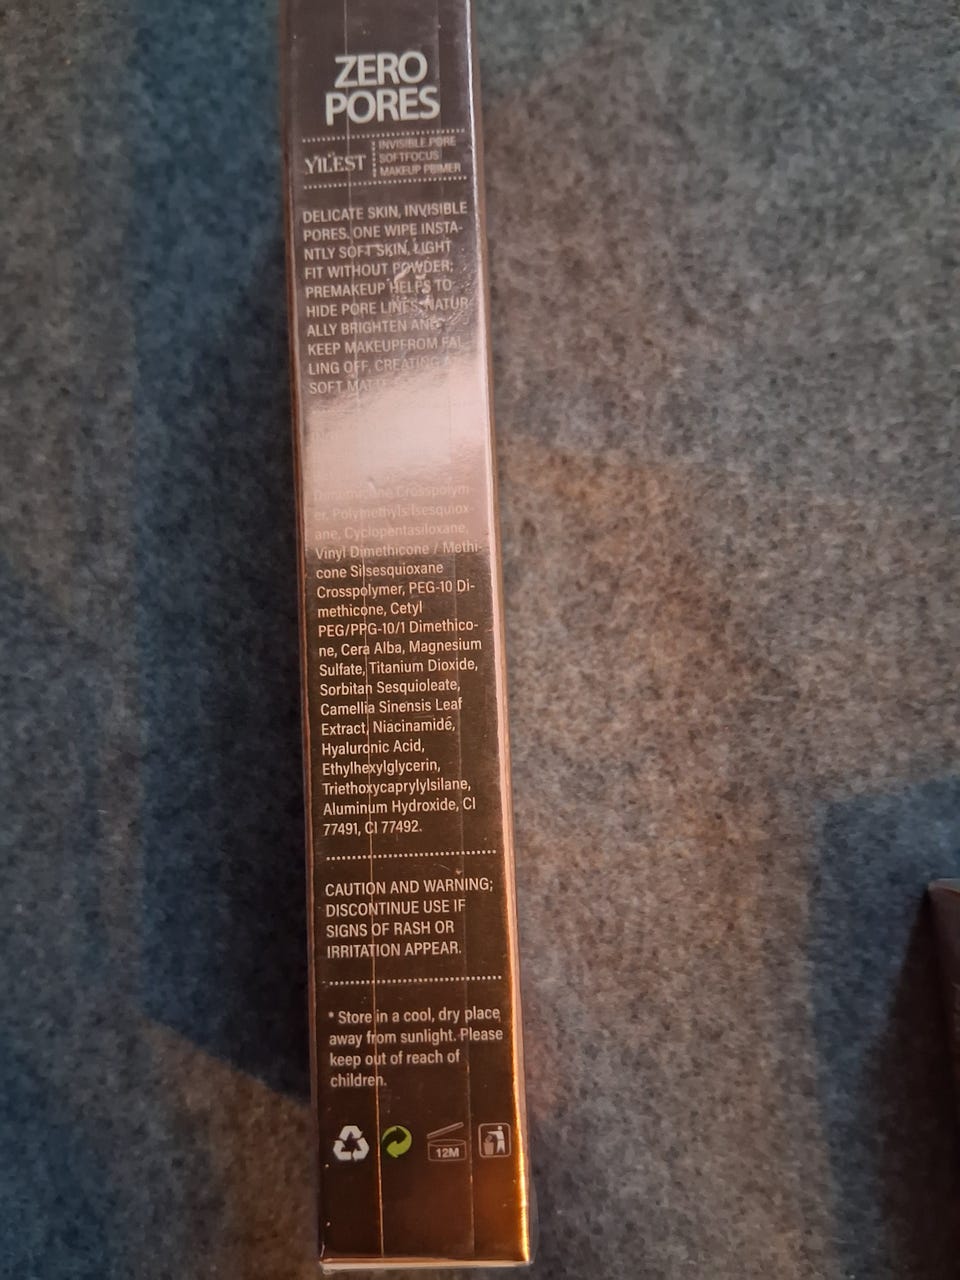 ZERO
PORES
YILEST
INVISIBLE PORE
SOFTFOCUS
MAKEUP PRIMER
DELICATE SKIN, INVISIBLE
PORES. ONE WIPE INSTA-
NTLY SOFT SKIN, LIGHT
FIT WITHOUT POWDER;
PREMAKEUP HELPS TO
HIDE PORE LINES, NATUR
ALLY BRIGHTEN AND
KEEP MAKEUPFROM FAL
LING OFF, CREATING
SOFT MATTE
Crosspolym-
er, Polymethylsilsesquiox-
ane, Cyclopentasiloxane,
Vinyl Dimethicone / Methi-
cone Silsesquioxane
Crosspolymer, PEG-10 Di-
methicone, Cetyl
PEG/PPG-10/1 Dimethico-
ne, Cera Alba, Magnesium
Sulfate, Titanium Dioxide,
Sorbitan Sesquioleate,
Camellia Sinensis Leaf
Extract, Niacinamide,
Hyaluronic Acid,
Ethylhexylglycerin,
Triethoxycaprylylsilane,
Aluminum Hydroxide, CI
77491, CI 77492.
CAUTION AND WARNING;
DISCONTINUE USE IF
SIGNS OF RASH OR
IRRITATION APPEAR.
* Store in a cool, dry place
away from sunlight. Please
keep out of reach of
children.
12M